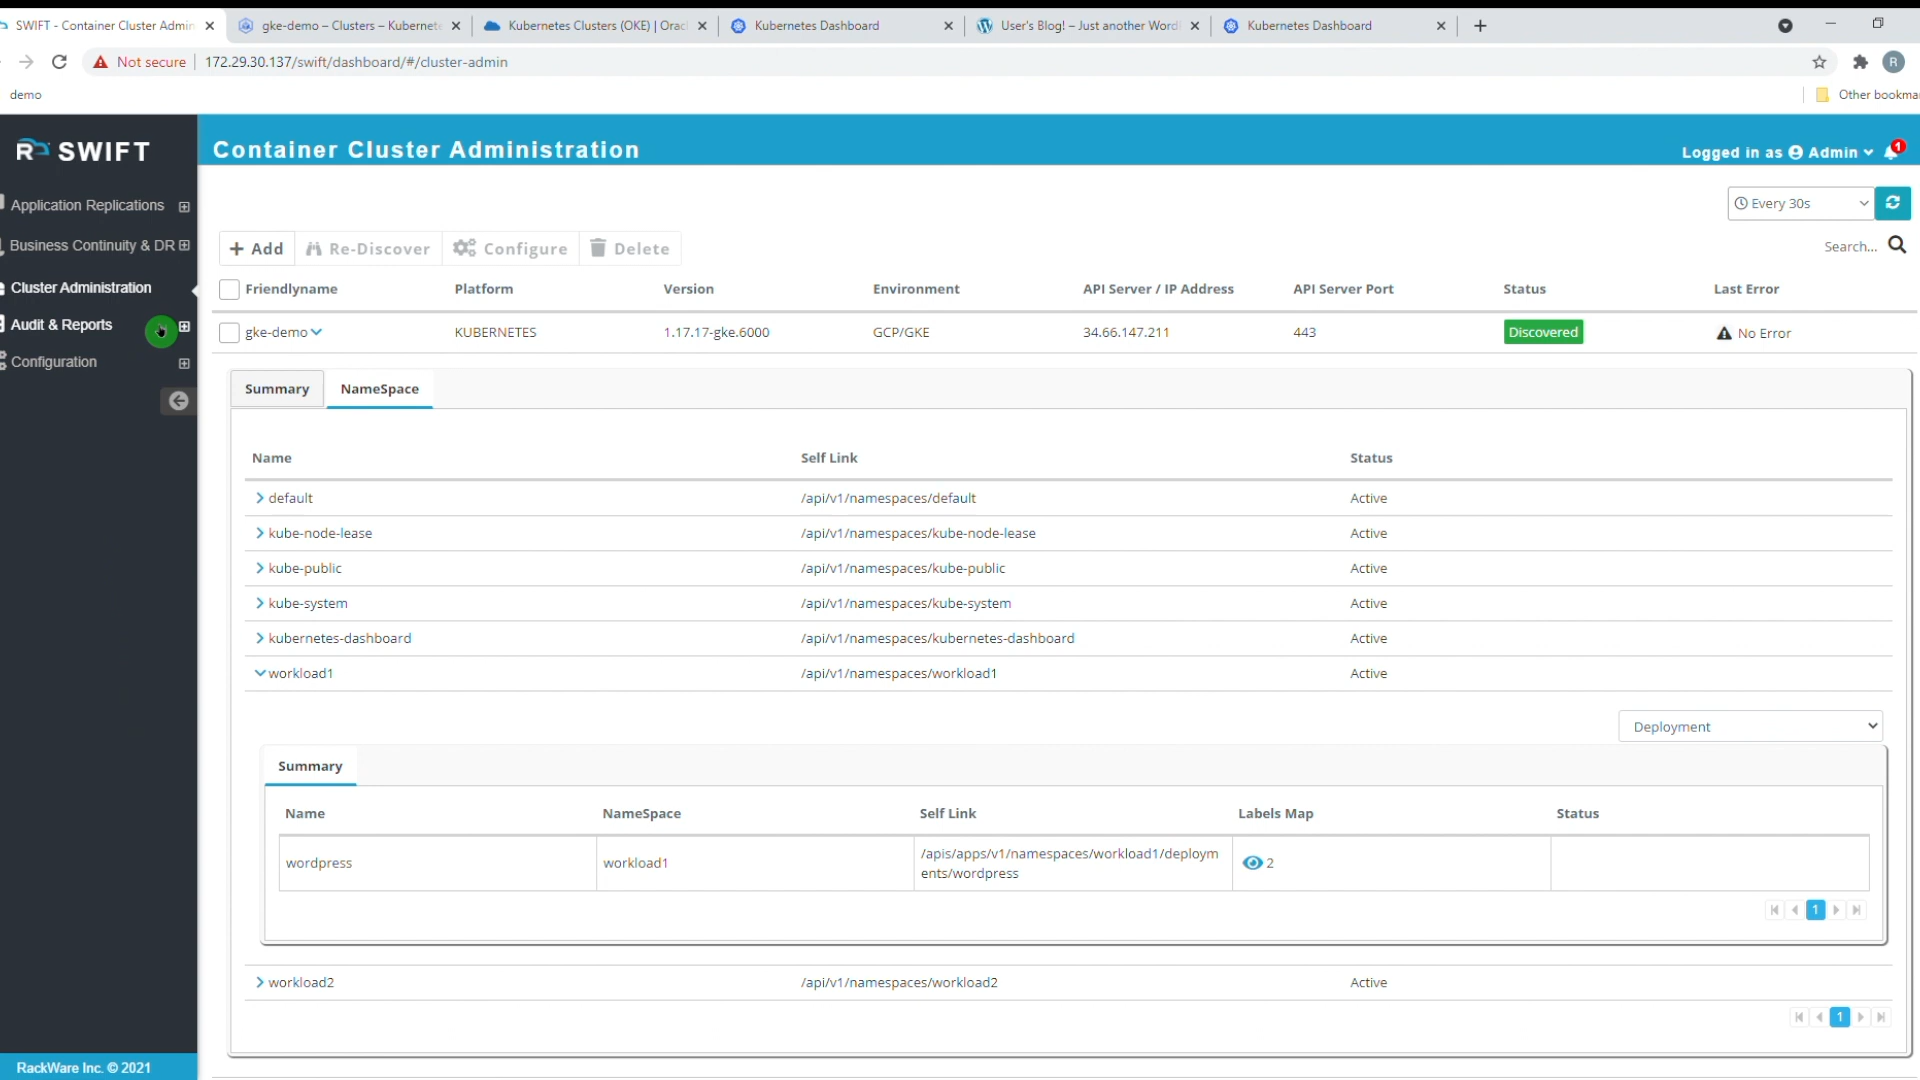 SWIFT - Container Cluster Admin
gke-demo – Clusters – Kubernete
Kubernetes Clusters (OKE) | Orac
Kubernetes Dashboard
User's Blog! – Just another Word
Kubernetes Dashboard
Not secure
172.29.30.137/swift/dashboard/#/cluster-admin
R
demo
Other bookma
SWIFT
Container Cluster Administration
Logged in as Admin
1
Application Replications
Business Continuity & DR
Cluster Administration
Audit & Reports
Configuration
Every 30s
Add Re-Discover Configure Delete
Search...
Friendlyname Platform Version Environment API Server / IP Address API Server Port Status Last Error
gke-demo KUBERNETES 1.17.17-gke.6000 GCP/GKE 34.66.147.211 443 Discovered No Error
Summary NameSpace
Name Self Link Status
default /api/v1/namespaces/default Active
kube-node-lease /api/v1/namespaces/kube-node-lease Active
kube-public /api/v1/namespaces/kube-public Active
kube-system /api/v1/namespaces/kube-system Active
kubernetes-dashboard /api/v1/namespaces/kubernetes-dashboard Active
workload1 /api/v1/namespaces/workload1 Active
Deployment
Summary
Name NameSpace Self Link Labels Map Status
wordpress workload1 /apis/apps/v1/namespaces/workload1/deploym 2
ents/wordpress
1
workload2 /api/v1/namespaces/workload2 Active
1
RackWare Inc. © 2021